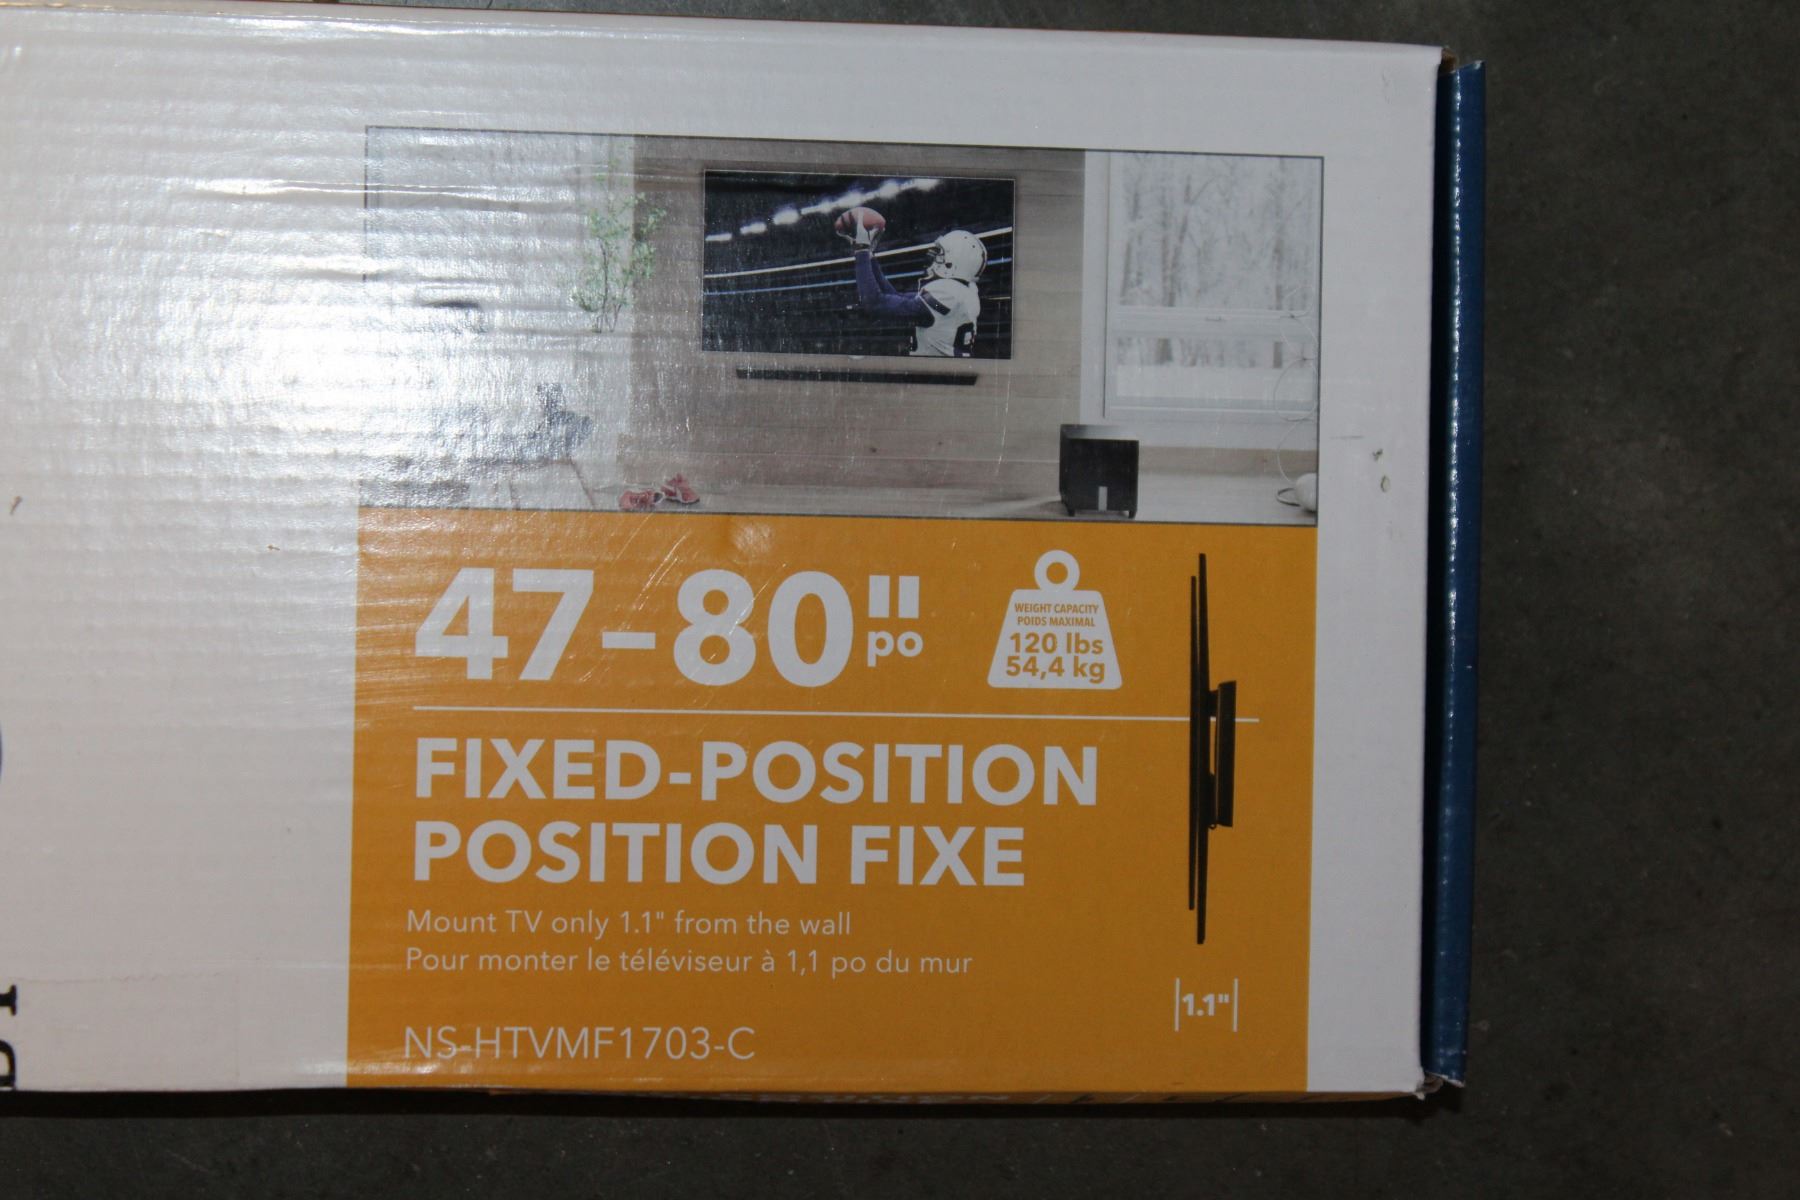 47-80"
po
WEIGHT CAPACITY
POIDS MAXIMAL
120 lbs
54,4 kg
FIXED-POSITION
POSITION FIXE
Mount TV only 1.1" from the wall
Pour monter le téléviseur à 1,1 po du mur
|1.1"|
NS-HTVMF1703-C